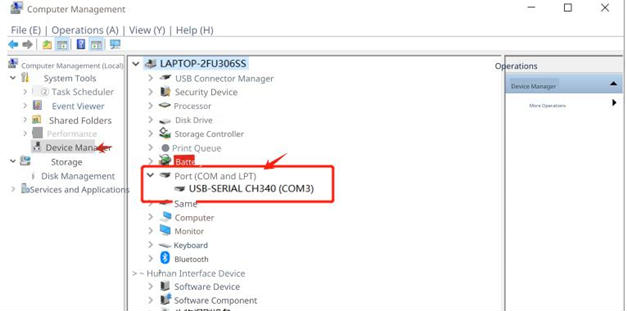 Computer Management
File (E) | Operations (A) | View (Y) | Help (H)
Computer Management (Local)
System Tools
Task Scheduler
Event Viewer
Shared Folders
Performance
Device Manag
Storage
Disk Management
Services and Applications
LAPTOP-2FU306SS
USB Connector Manager
Security Device
Processor
Disk Drive
Storage Controller
Print Queue
Batte
Port (COM and LPT)
USB-SERIAL CH340 (COM3)
Same
Computer
Monitor
Keyboard
Bluetooth
> ~ Human Interface Device
Software Device
Software Component
Operations
Device Manager
More Operations